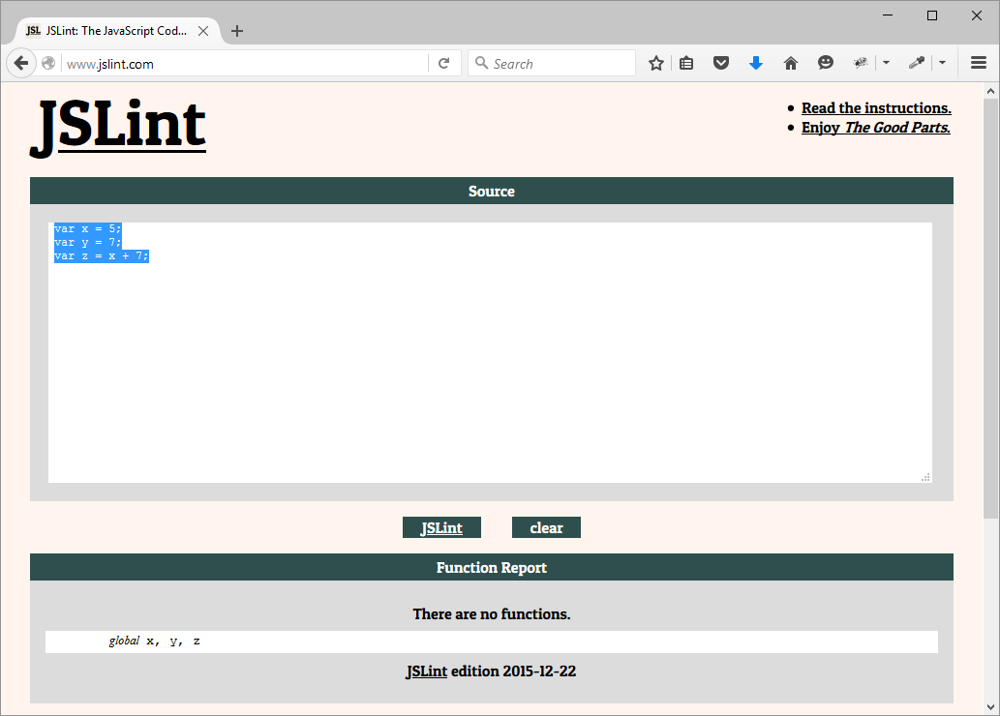 JSL JSLint: The JavaScript Cod...
www.jslint.com
Search
JSLint
Read the instructions.
Enjoy The Good Parts.
Source
var x = 5;
var y = 7;
var z = x + 7;
JSLint clear
Function Report
There are no functions.
global x, y, z
JSLint edition 2015-12-22